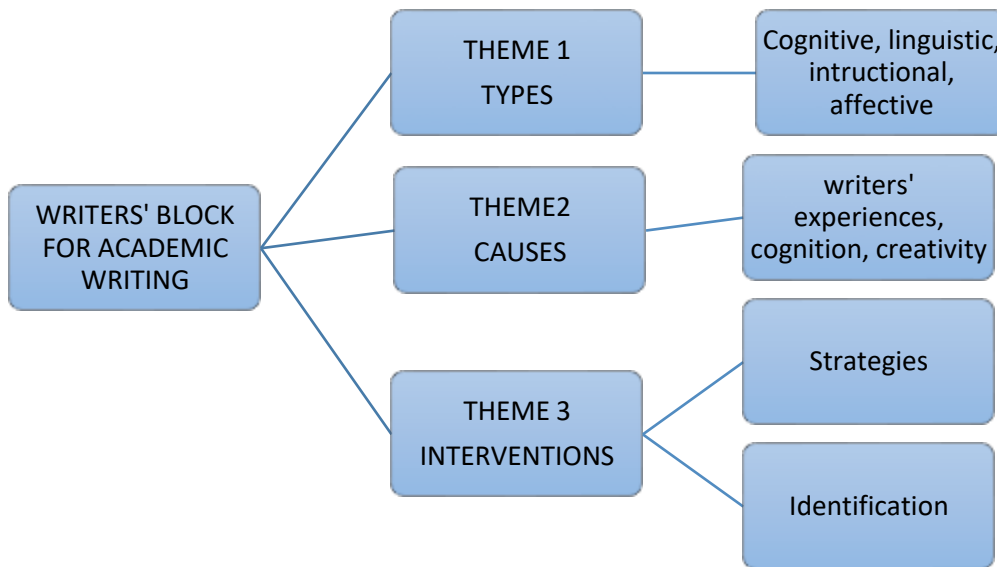 WRITERS' BLOCK
FOR ACADEMIC
WRITING
THEME 1
TYPES
Cognitive, linguistic,
intructional,
affective
THEME2
CAUSES
writers'
experiences,
cognition, creativity
THEME 3
INTERVENTIONS
Strategies
Identification